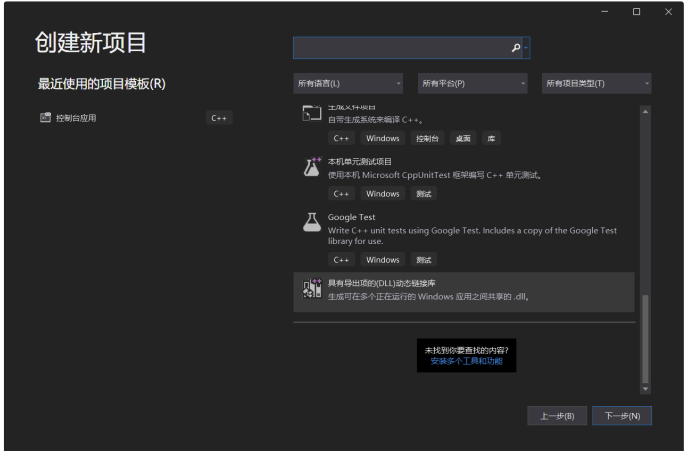 创建新项目
最近使用的项目模板(R)
控制台应用
C++
所有语言(L)
所有平台(P)
所有项目类型(T)
生成文件项目
自带生成系统来编译 C++。
C++ Windows 控制台 桌面 库
本机单元测试项目
使用本机 Microsoft CppUnitTest 框架编写 C++ 单元测试。
C++ Windows 测试
Google Test
Write C++ unit tests using Google Test. Includes a copy of the Google Test
library for use.
C++ Windows 测试
具有导出项的(DLL)动态链接库
生成可在多个正在运行的 Windows 应用之间共享的 .dll。
未找到你要查找的内容?
安装多个工具和功能
上一步(B)
下一步(N)